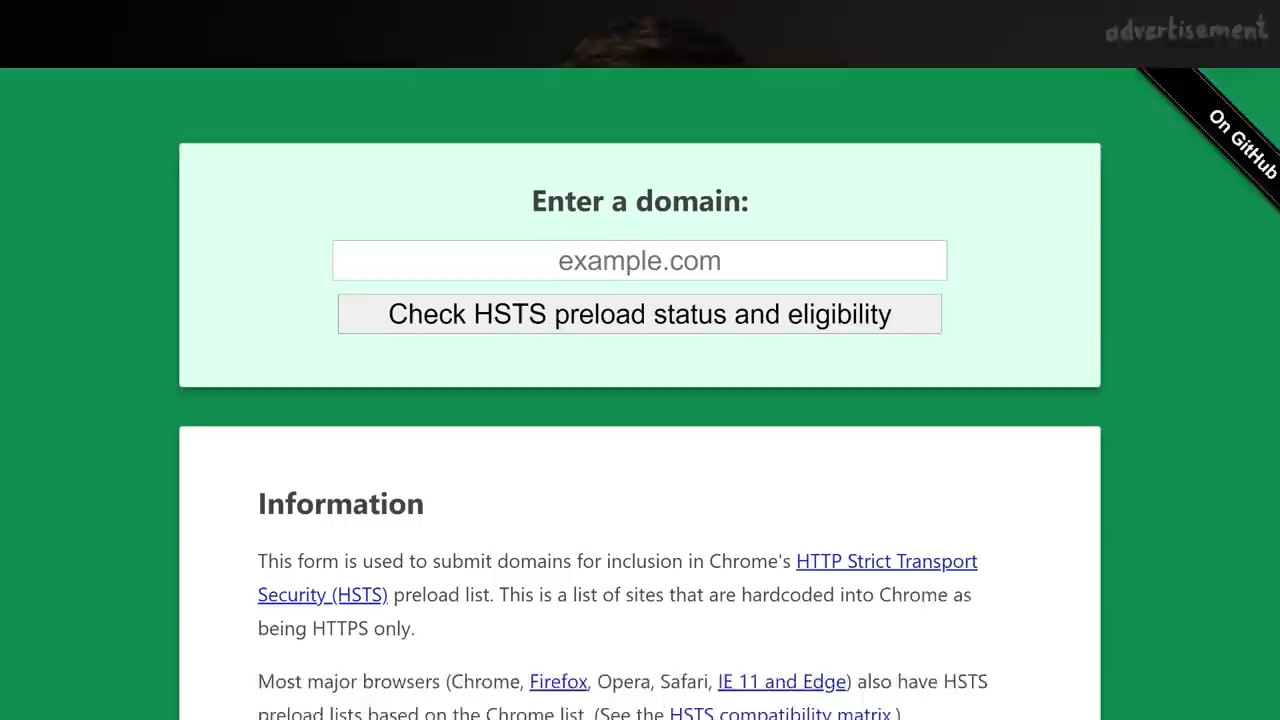 advertisement
On GitHub
Enter a domain:
example.com
Check HSTS preload status and eligibility
Information
This form is used to submit domains for inclusion in Chrome's HTTP Strict Transport
Security (HSTS) preload list. This is a list of sites that are hardcoded into Chrome as
being HTTPS only.
Most major browsers (Chrome, Firefox, Opera, Safari, IE 11 and Edge) also have HSTS
preload lists based on the Chrome list. (See the HSTS compatibility matrix.)